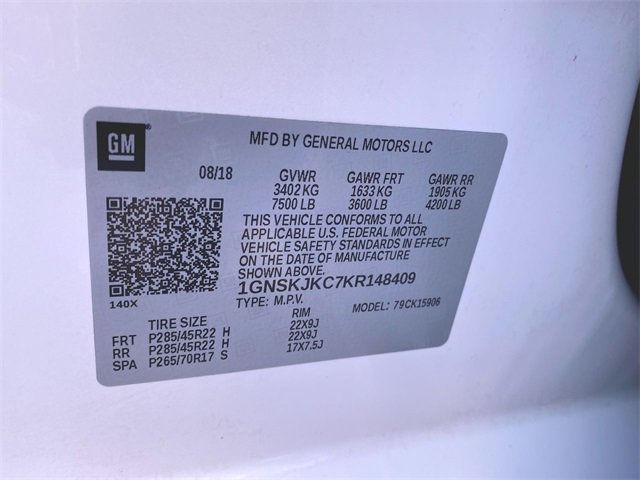 GM
MFD BY GENERAL MOTORS LLC
08/18 GVWR GAWR FRT GAWR RR
3402 KG 1633 KG 1905 KG
7500 LB 3600 LB 4200 LB
THIS VEHICLE CONFORMS TO ALL
APPLICABLE U.S. FEDERAL MOTOR
VEHICLE SAFETY STANDARDS IN EFFECT
ON THE DATE OF MANUFACTURE
SHOWN ABOVE.
1GNSKJKC7KR148409
140X
TYPE: M.P.V. MODEL: 79CK15906
TIRE SIZE RIM
FRT P285/45R22 H 22X9J
RR P285/45R22 H 22X9J
SPA P265/70R17 S 17X7.5J